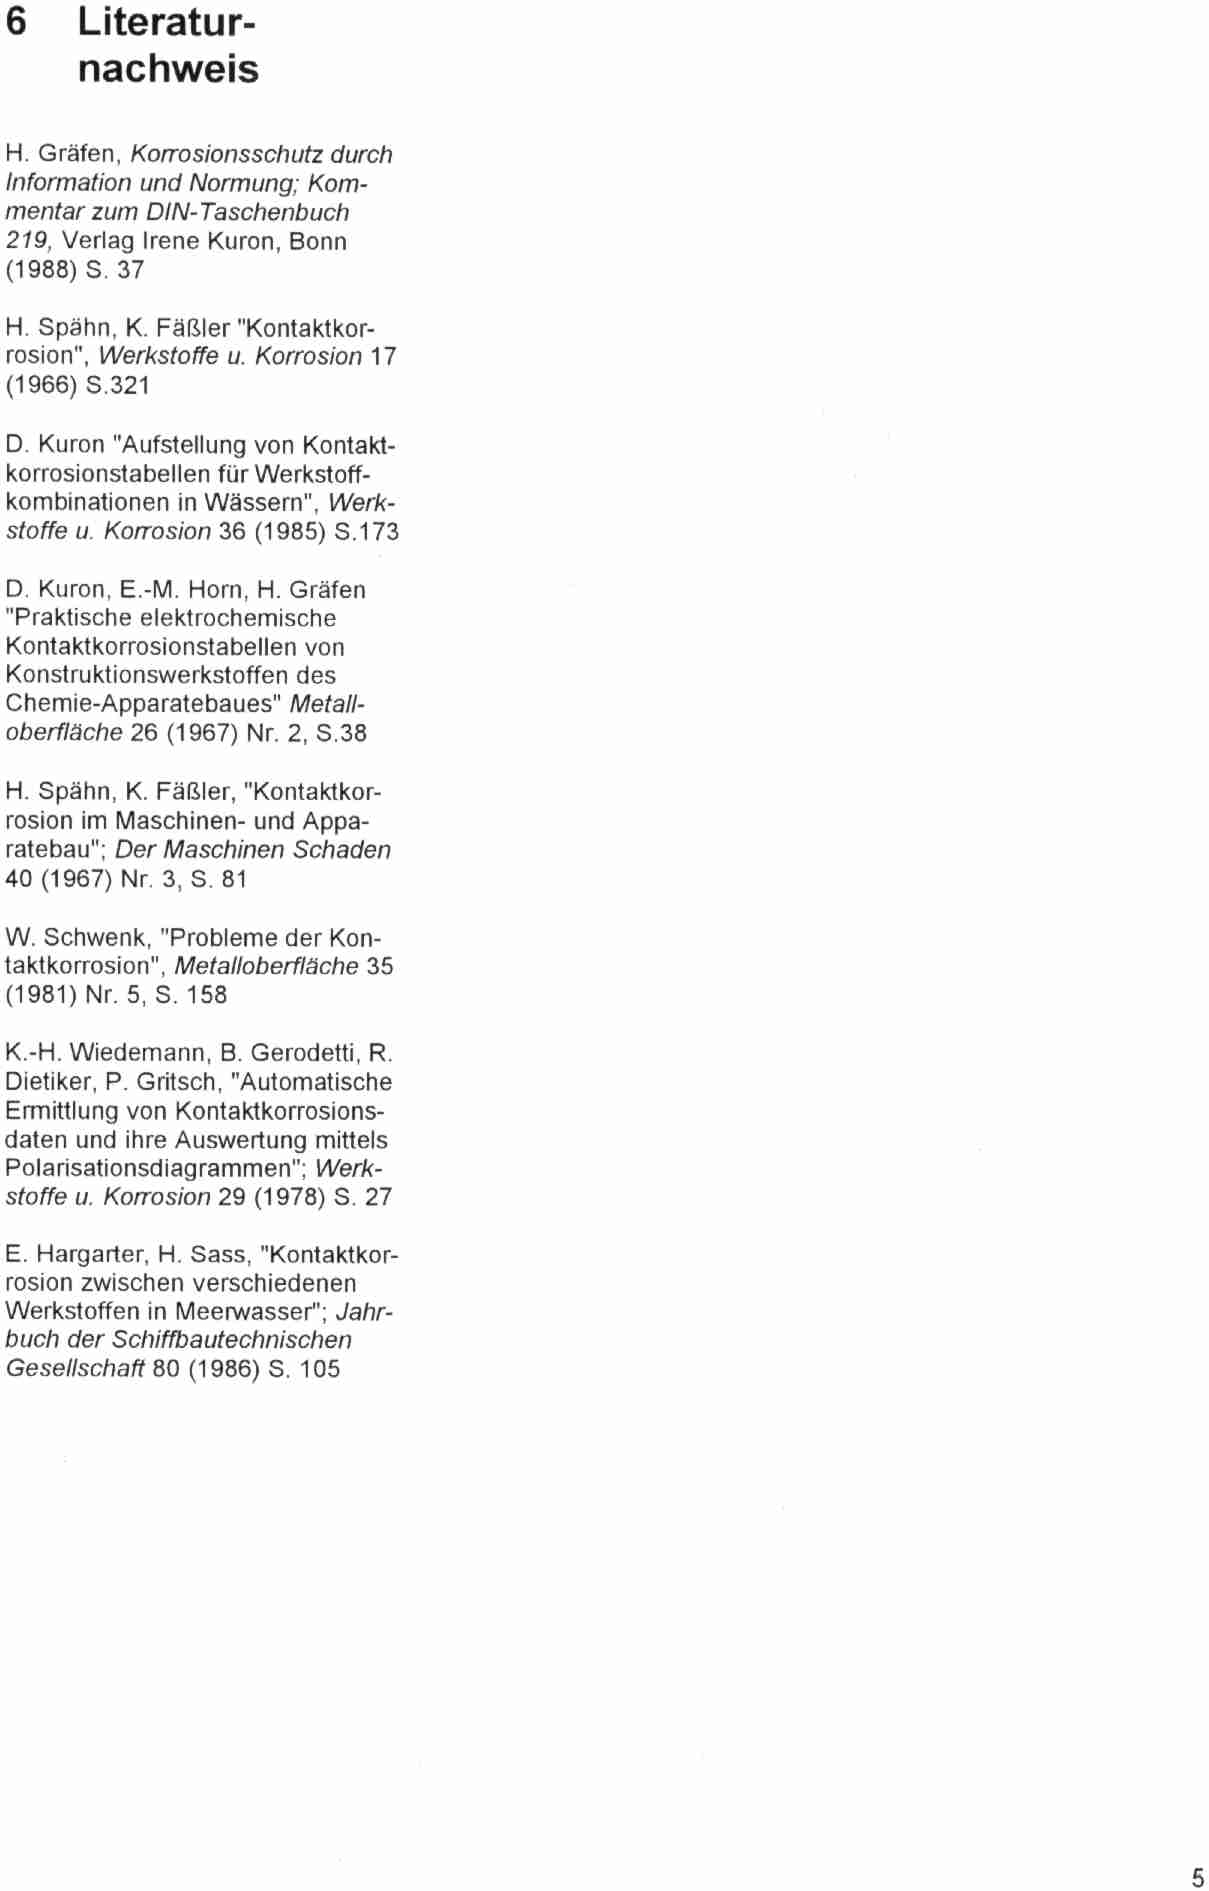 6 Literatur-
nachweis
H. Gräfen, Korrosionsschutz durch
Information und Normung; Kom-
mentar zum DIN-Taschenbuch
219, Verlag Irene Kuron, Bonn
(1988) S. 37
H. Spähn, K. Fäßler "Kontaktkor-
rosion", Werkstoffe u. Korrosion 17
(1966) S.321
D. Kuron "Aufstellung von Kontakt-
korrosionstabellen für Werkstoff-
kombinationen in Wässern", Werk-
stoffe u. Korrosion 36 (1985) S.173
D. Kuron, E.-M. Horn, H. Gräfen
"Praktische elektrochemische
Kontaktkorrosionstabellen von
Konstruktionswerkstoffen des
Chemie-Apparatebaues" Metall-
oberfläche 26 (1967) Nr. 2, S.38
H. Spähn, K. Fäßler, "Kontaktkor-
rosion im Maschinen- und Appa-
ratebau"; Der Maschinen Schaden
40 (1967) Nr. 3, S. 81
W. Schwenk, "Probleme der Kon-
taktkorrosion", Metalloberfläche 35
(1981) Nr. 5, S. 158
K.-H. Wiedemann, B. Gerodetti, R.
Dietiker, P. Gritsch, "Automatische
Ermittlung von Kontaktkorrosions-
daten und ihre Auswertung mittels
Polarisationsdiagrammen"; Werk-
stoffe u. Korrosion 29 (1978) S. 27
E. Hargarter, H. Sass, "Kontaktkor-
rosion zwischen verschiedenen
Werkstoffen in Meerwasser"; Jahr-
buch der Schiffbautechnischen
Gesellschaft 80 (1986) S. 105
5